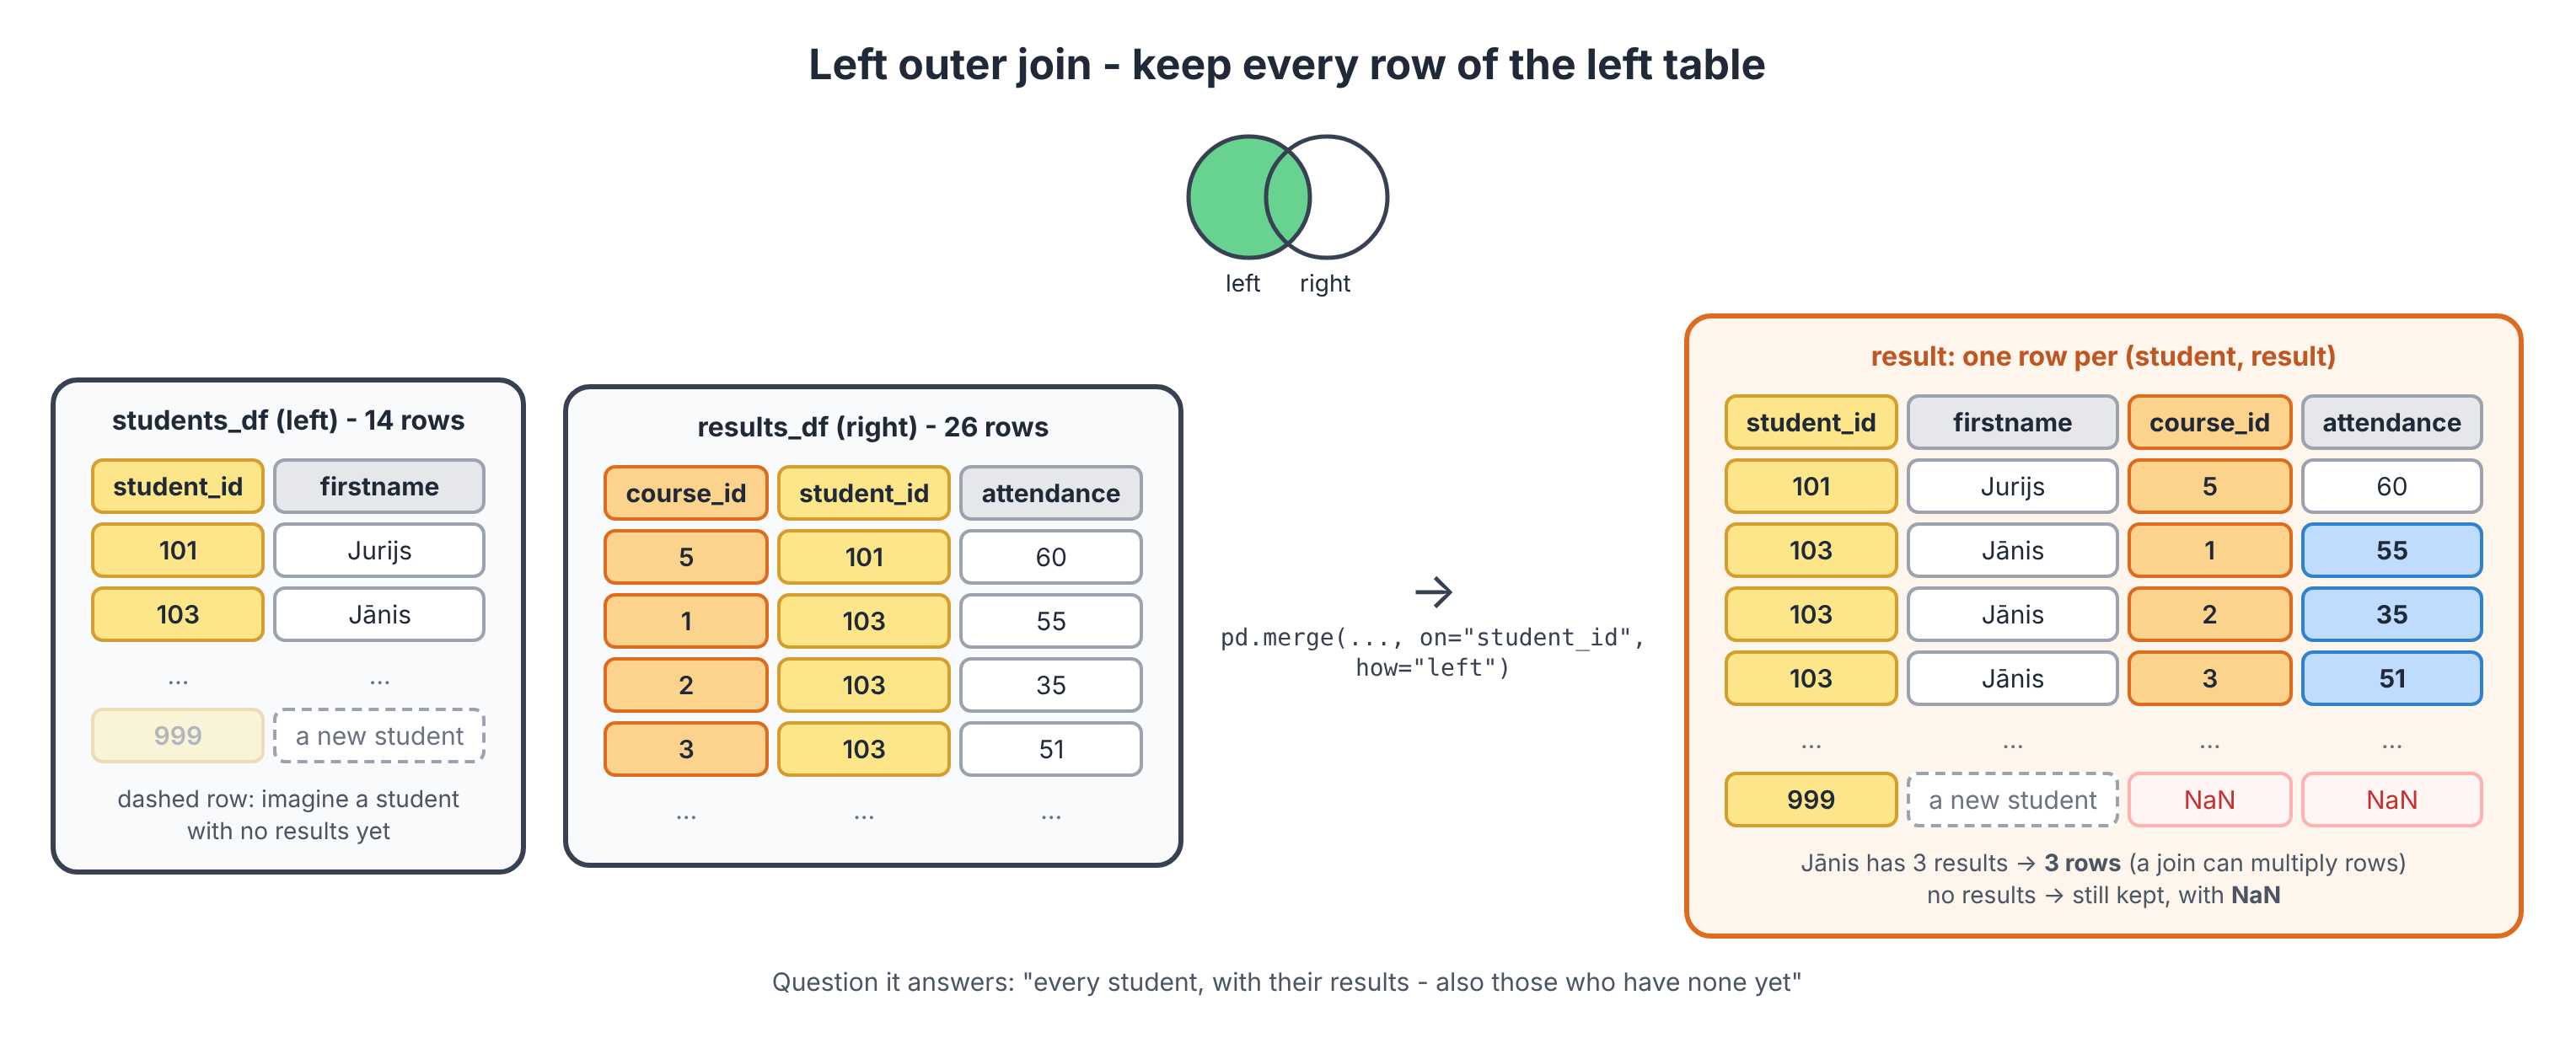 Left outer join - keep every row of the left table
left right
students_df (left) - 14 rows
student_id firstname
101 Jurijs
103 Jānis
... ...
999 a new student
dashed row: imagine a student
with no results yet
results_df (right) - 26 rows
course_id student_id attendance
5 101 60
1 103 55
2 103 35
3 103 51
... ... ...
→
pd.merge(..., on="student_id",
how="left")
result: one row per (student, result)
student_id firstname course_id attendance
101 Jurijs 5 60
103 Jānis 1 55
103 Jānis 2 35
103 Jānis 3 51
... ... ... ...
999 a new student NaN NaN
Jānis has 3 results → 3 rows (a join can multiply rows)
no results → still kept, with NaN
Question it answers: "every student, with their results - also those who have none yet"